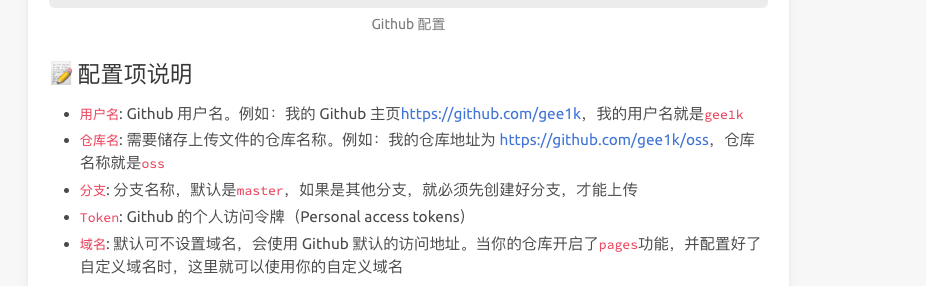 Github 配置
📝 配置项说明
• 用户名: Github 用户名。例如：我的 Github 主页https://github.com/gee1k，我的用户名就是gee1k
• 仓库名: 需要储存上传文件的仓库名称。例如：我的仓库地址为 https://github.com/gee1k/oss，仓库
名称就是oss
• 分支: 分支名称，默认是master，如果是其他分支，就必须先创建好分支，才能上传
• Token: Github 的个人访问令牌（Personal access tokens）
• 域名: 默认可不设置域名，会使用 Github 默认的访问地址。当你的仓库开启了pages功能，并配置好了
自定义域名时，这里就可以使用你的自定义域名